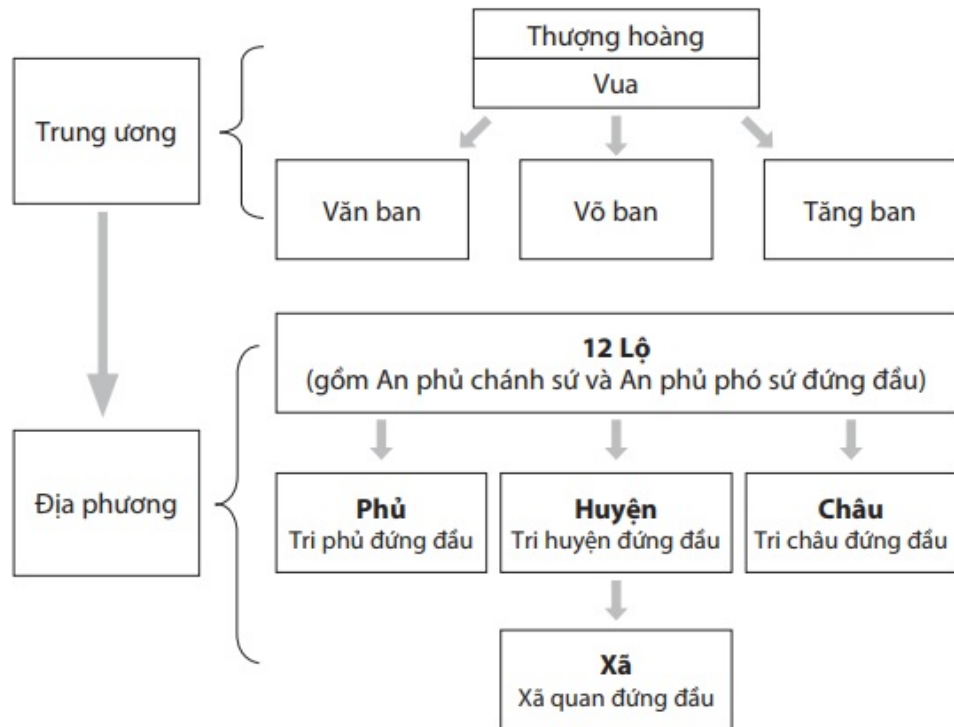 Trung ương
Thượng hoàng
Vua
Văn ban
Võ ban
Tăng ban
Địa phương
12 Lộ
(gồm An phủ chánh sứ và An phủ phó sứ đứng đầu)
Phủ
Tri phủ đứng đầu
Huyện
Tri huyện đứng đầu
Châu
Tri châu đứng đầu
Xã
Xã quan đứng đầu